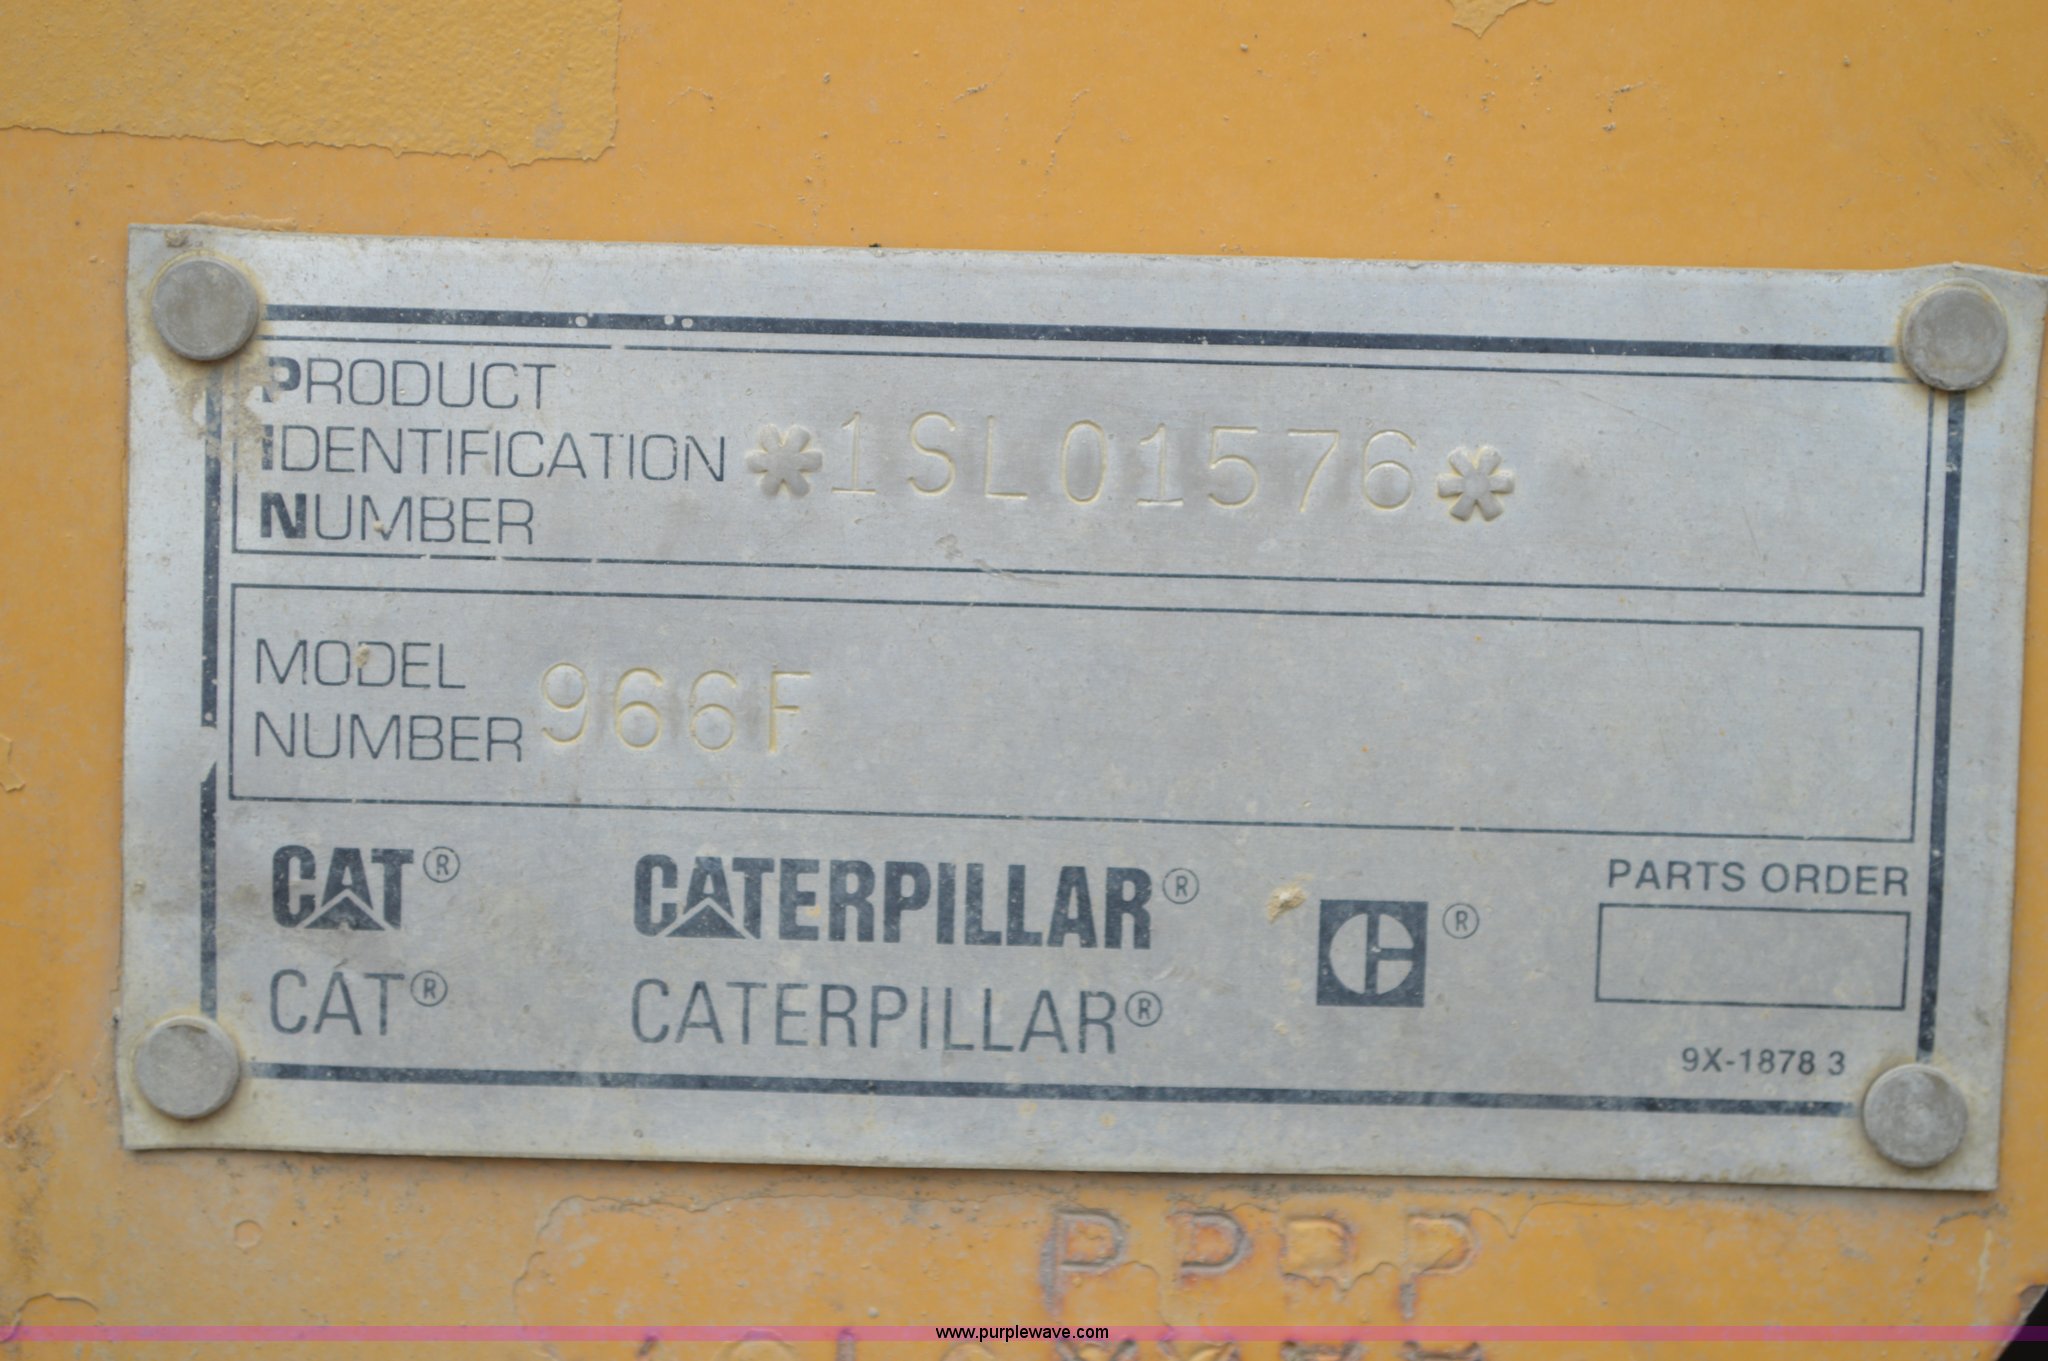 PRODUCT
IDENTIFICATION *1SL01576*
NUMBER
MODEL
NUMBER 966F
CAT® CATERPILLAR® ®
PARTS ORDER
CAT® CATERPILLAR®
9X-1878 3
PPPP
www.purplewave.com